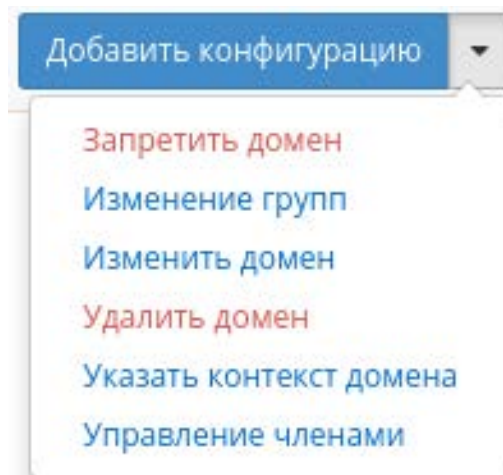 Добавить конфигурацию
Запретить домен
Изменение групп
Изменить домен
Удалить домен
Указать контекст домена
Управление членами